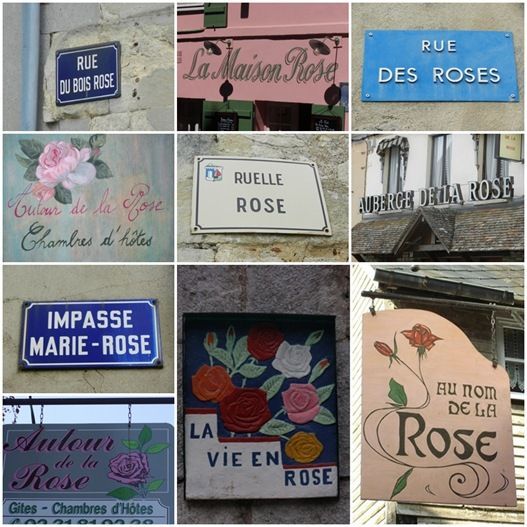 RUE
DU BOIS ROSE
La Maison Rose
RUE
DES ROSES
Autour de la Rose
Chambres d'hôtes
RUELLE
ROSE
AUBERGE DE LA ROSE
IMPASSE
MARIE-ROSE
LA
VIE EN
ROSE
AU NOM
DE LA
ROSE
Autour
de la
Rose
Gites - Chambres d'Hôtes